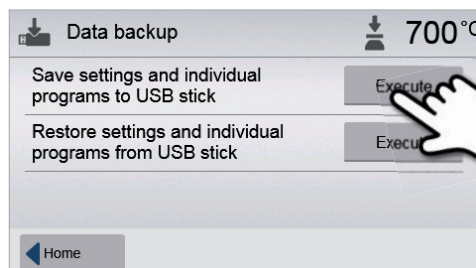 Data backup
700 °C
Save settings and individual
programs to USB stick
Execute
Restore settings and individual
programs from USB stick
Home